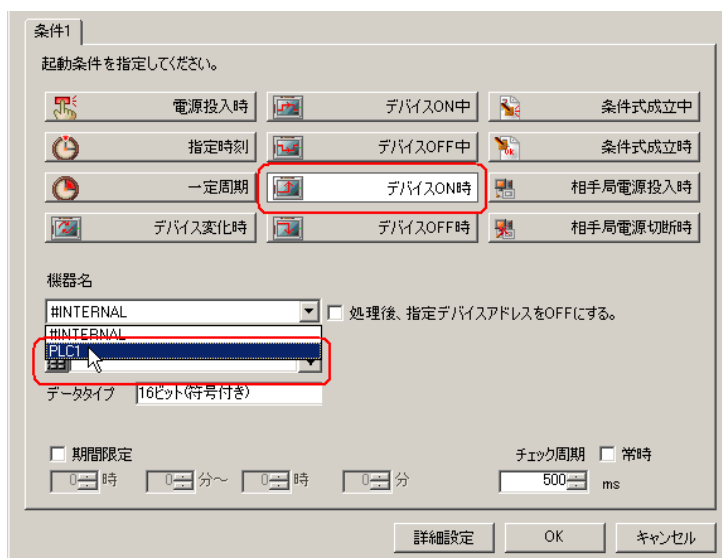 条件1
起動条件を指定してください。
電源投入時 デバイスON中 条件式成立中
指定時刻 デバイスOFF中 条件式成立時
一定周期 デバイスON時 相手局電源投入時
デバイス変化時 デバイスOFF時 相手局電源切断時
機器名
#INTERNAL 処理後、指定デバイスアドレスをOFFにする。
#INTERNAL
PLC1
データタイプ 16ビット(符号付き)
期間限定 チェック周期 常時
0 時 0 分~ 0 時 0 分 500 ms
詳細設定 OK キャンセル